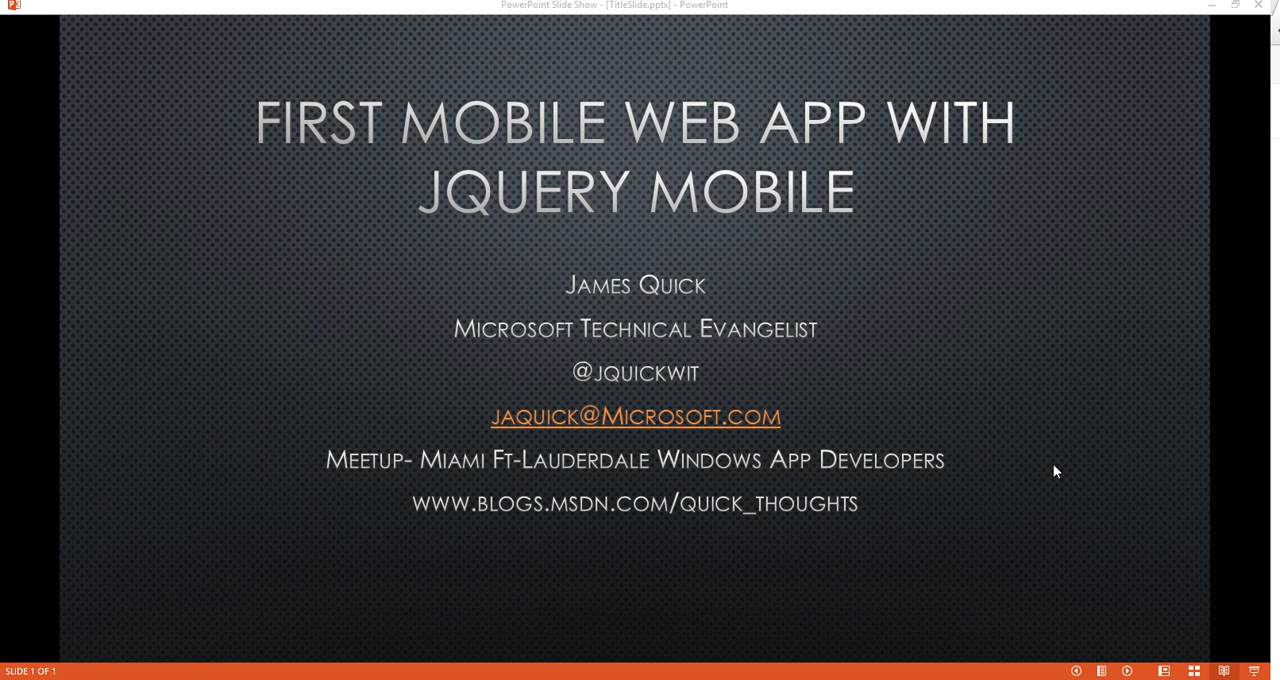 PowerPoint Slide Show - [TitleSlide.pptx] - PowerPoint
FIRST MOBILE WEB APP WITH
JQUERY MOBILE
JAMES QUICK
MICROSOFT TECHNICAL EVANGELIST
@JQUICKWIT
JAQUICK@MICROSOFT.COM
MEETUP- MIAMI FT-LAUDERDALE WINDOWS APP DEVELOPERS
WWW.BLOGS.MSDN.COM/QUICK_THOUGHTS
SLIDE 1 OF 1